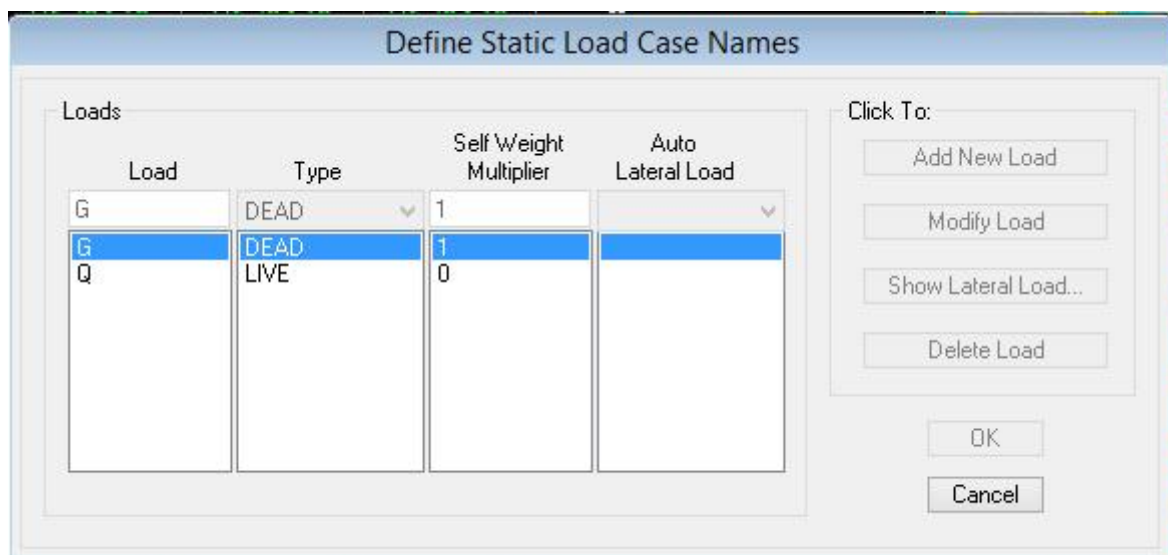 Define Static Load Case Names
Loads
Click To:
Load Type Self Weight Multiplier Auto Lateral Load
G DEAD 1
G DEAD 1
Q LIVE 0
Add New Load
Modify Load
Show Lateral Load...
Delete Load
OK
Cancel